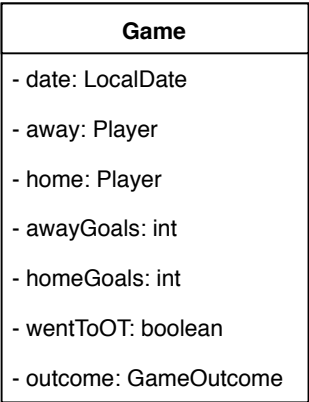 Game
- date: LocalDate
- away: Player
- home: Player
- awayGoals: int
- homeGoals: int
- wentToOT: boolean
- outcome: GameOutcome